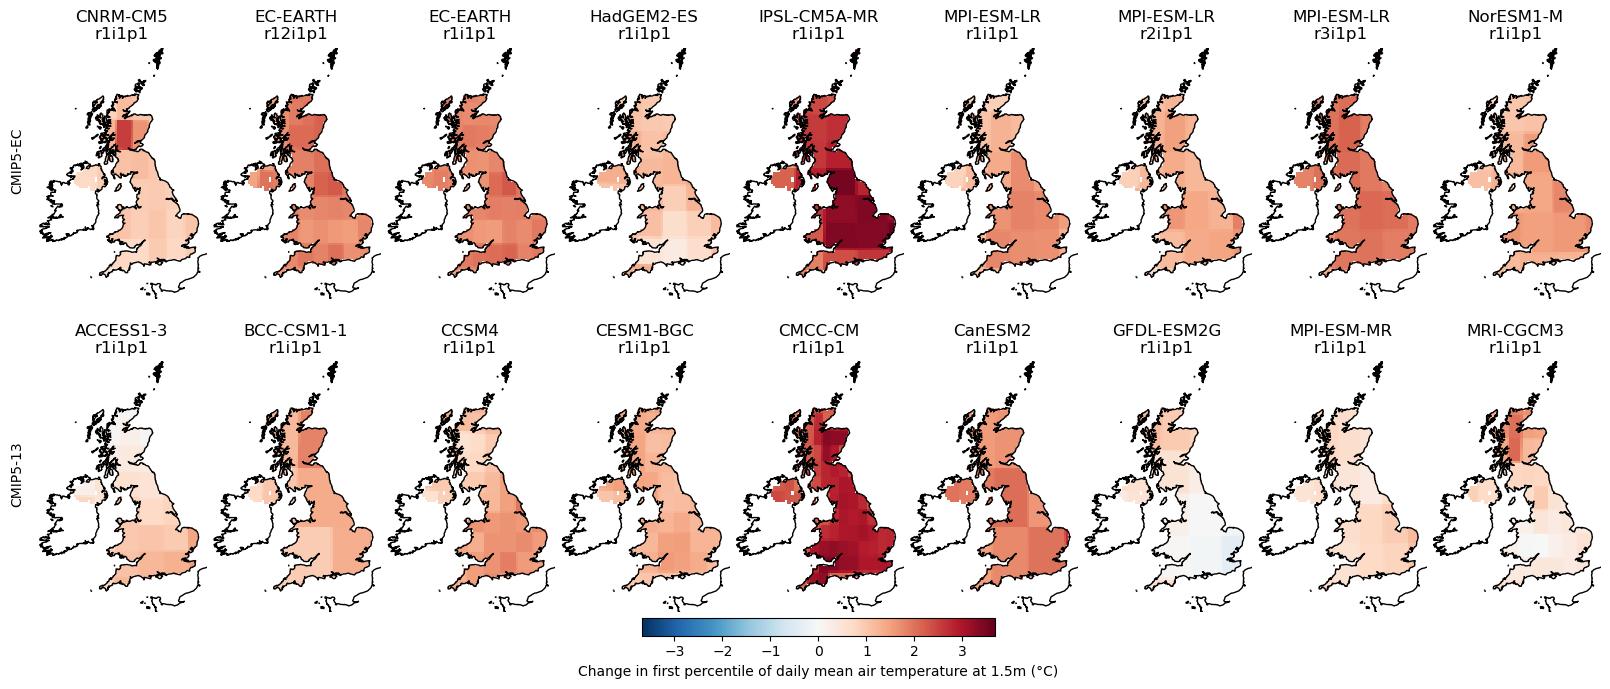 CNRM-CM5 EC-EARTH EC-EARTH HadGEM2-ES IPSL-CM5A-MR MPI-ESM-LR MPI-ESM-LR MPI-ESM-LR NorESM1-M
r1i1p1 r12i1p1 r1i1p1 r1i1p1 r1i1p1 r1i1p1 r2i1p1 r3i1p1 r1i1p1
CMIP5-EC
ACCESS1-3 BCC-CSM1-1 CCSM4 CESM1-BGC CMCC-CM CanESM2 GFDL-ESM2G MPI-ESM-MR MRI-CGCM3
r1i1p1 r1i1p1 r1i1p1 r1i1p1 r1i1p1 r1i1p1 r1i1p1 r1i1p1 r1i1p1
CMIP5-13
−3 −2 −1 0 1 2 3
Change in first percentile of daily mean air temperature at 1.5m (°C)